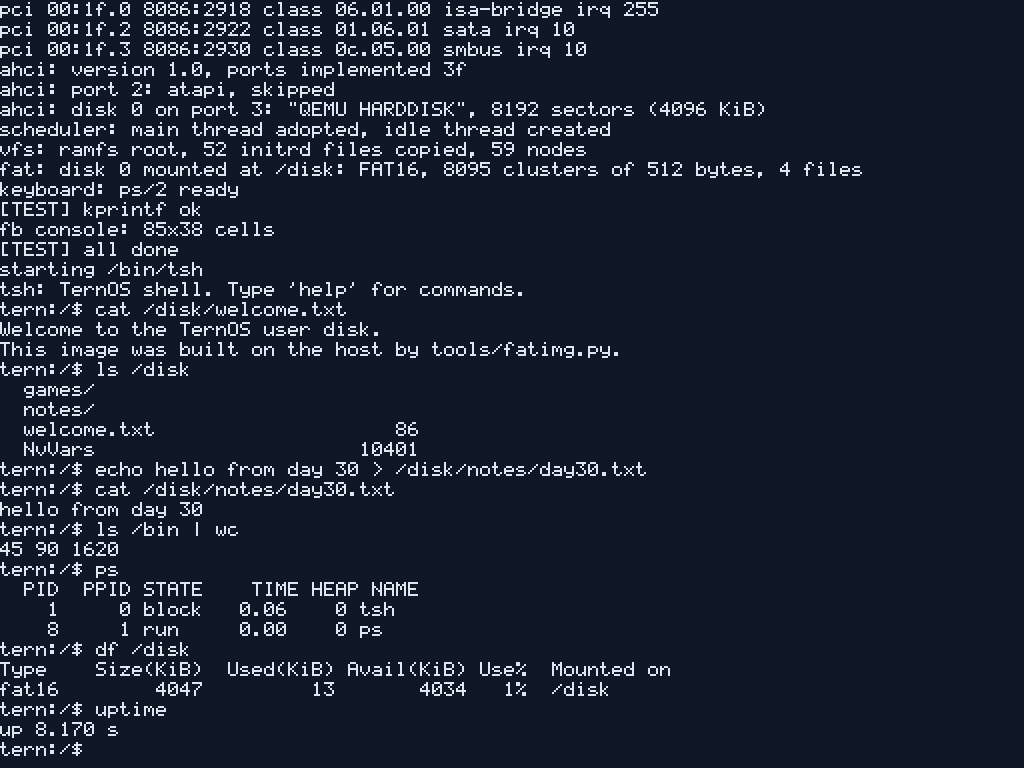 pci 00:1f.0 8086:2918 class 06.01.00 isa-bridge irq 255
pci 00:1f.2 8086:2922 class 01.06.01 sata irq 10
pci 00:1f.3 8086:2930 class 0c.05.00 smbus irq 10
ahci: version 1.0, ports implemented 3f
ahci: port 2: atapi, skipped
ahci: disk 0 on port 3: "QEMU HARDDISK", 8192 sectors (4096 KiB)
scheduler: main thread adopted, idle thread created
vfs: ramfs root, 52 initrd files copied, 59 nodes
fat: disk 0 mounted at /disk: FAT16, 8095 clusters of 512 bytes, 4 files
keyboard: ps/2 ready
[TEST] kprintf ok
fb console: 85x38 cells
[TEST] all done
starting /bin/tsh
tsh: TernOS shell. Type 'help' for commands.
tern:/$ cat /disk/welcome.txt
Welcome to the TernOS user disk.
This image was built on the host by tools/fatimg.py.
tern:/$ ls /disk
  games/
  notes/
  welcome.txt                    86
  NvVars                      10401
tern:/$ echo hello from day 30 > /disk/notes/day30.txt
tern:/$ cat /disk/notes/day30.txt
hello from day 30
tern:/$ ls /bin | wc
45 90 1620
tern:/$ ps
  PID  PPID STATE    TIME HEAP NAME
    1     0 block   0.06    0 tsh
    8     1 run     0.00    0 ps
tern:/$ df /disk
Type    Size(KiB)  Used(KiB) Avail(KiB) Use%  Mounted on
fat16        4047         13       4034   1%  /disk
tern:/$ uptime
up 8.170 s
tern:/$